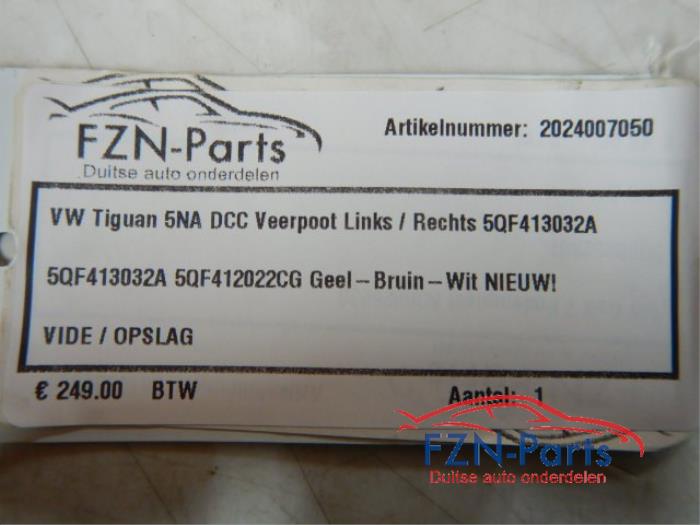 FZN-Parts
Duitse auto onderdelen
Artikelnummer: 2024007050
VW Tiguan 5NA DCC Veerpoot Links / Rechts 5QF413032A
5QF413032A 5QF412022CG Geel-Bruin-Wit NIEUW!
VIDE / OPSLAG
€ 249.00 BTW
Aantal: 1
FZN-Parts
Duitse auto onderdelen